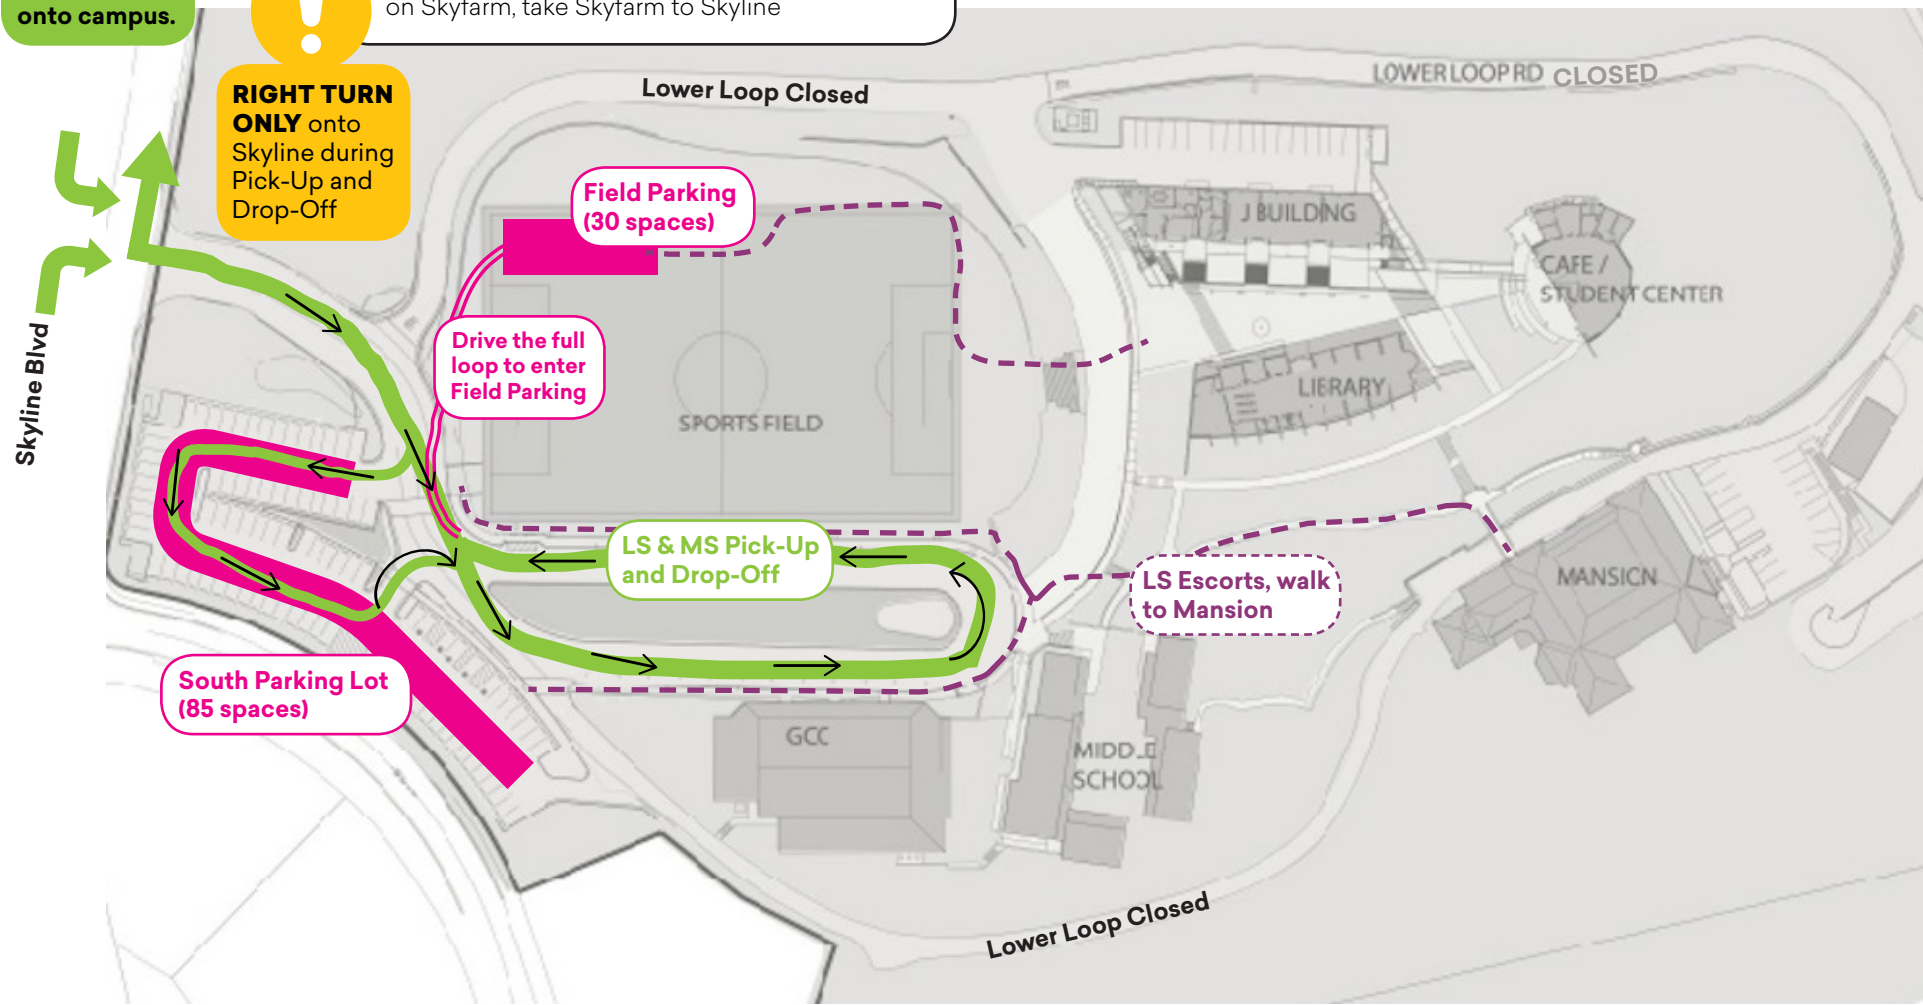 onto campus.
on Skyfarm, take Skyfarm to Skyline
!
RIGHT TURN
ONLY onto
Skyline during
Pick-Up and
Drop-Off
Lower Loop Closed
LOWER LOOP RD CLOSED
Field Parking
(30 spaces)
J BUILDING
CAFE /
STUDENT CENTER
Skyline Blvd
Drive the full
loop to enter
Field Parking
SPORTS FIELD
LIBRARY
LS & MS Pick-Up
and Drop-Off
LS Escorts, walk
to Mansion
MANSION
South Parking Lot
(85 spaces)
GCC
MIDDLE
SCHOOL
Lower Loop Closed